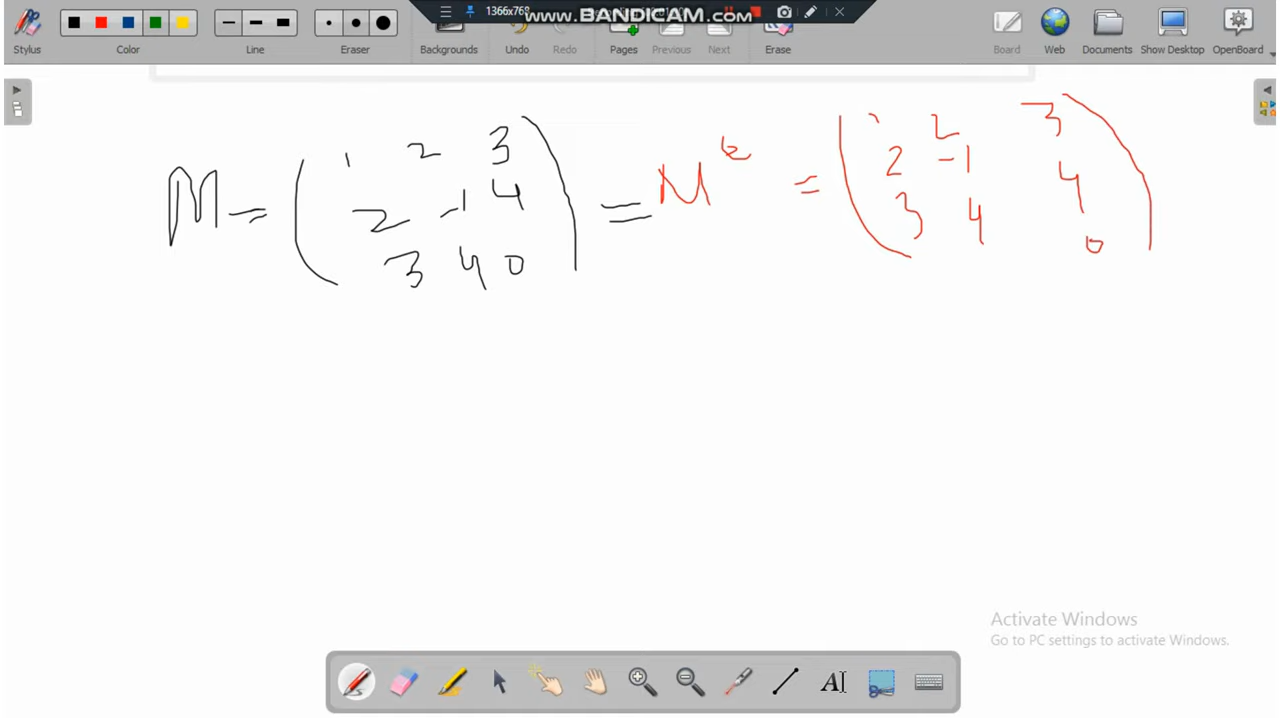 1366x768
www.BANDICAM.com
Stylus Color Line Eraser Backgrounds Undo Redo Pages Previous Next Erase Board Web Documents Show Desktop OpenBoard
M = ( 1 2 3 = M^t = ( 1 2 3
2 -1 4 2 -1 4
3 4 0 ) 3 4 0 )
Activate Windows
Go to PC settings to activate Windows.